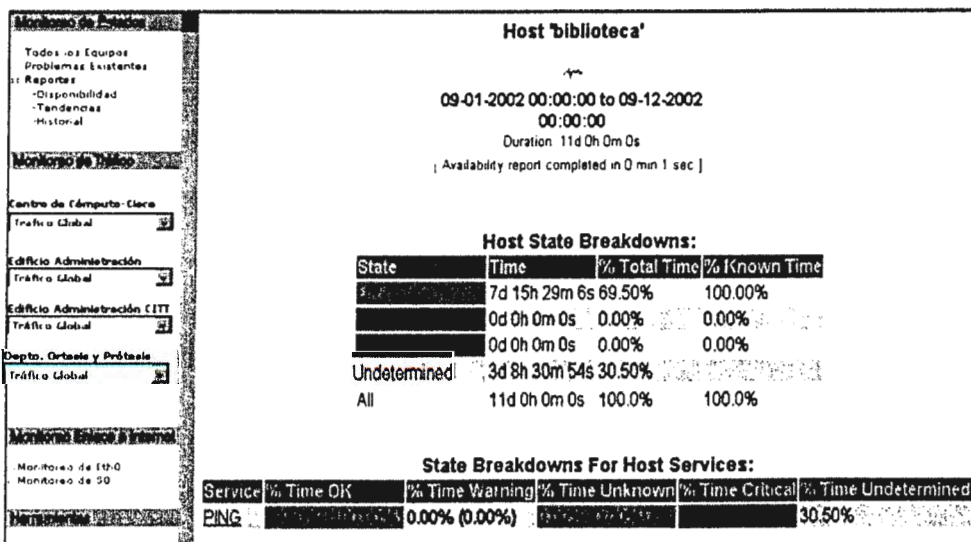 Monitoreo de Estados
Todos los Equipos
Problemas Existentes
Reportes
-Disponibilidad
-Tendencias
-Historial
Monitoreo de Tráfico
Centro de Cómputo-Cieca
Tráfico Global
Edificio Administración
Tráfico Global
Edificio Administración CITT
Tráfico Global
Depto. Ortesis y Prótesis
Tráfico Global
Monitoreo Enlace a Internet
Monitoreo de Eth0
Monitoreo de S0
Herramientas
Host 'biblioteca'
09-01-2002 00:00:00 to 09-12-2002
00:00:00
Duration 11d 0h 0m 0s
[ Availability report completed in 0 min 1 sec ]
Host State Breakdowns:
State Time % Total Time % Known Time
7d 15h 29m 6s 69.50% 100.00%
0d 0h 0m 0s 0.00% 0.00%
0d 0h 0m 0s 0.00% 0.00%
Undetermined 3d 8h 30m 54s 30.50%
All 11d 0h 0m 0s 100.0% 100.0%
State Breakdowns For Host Services:
Service % Time OK % Time Warning % Time Unknown % Time Critical % Time Undetermined
PING 0.00% (0.00%) 30.50%